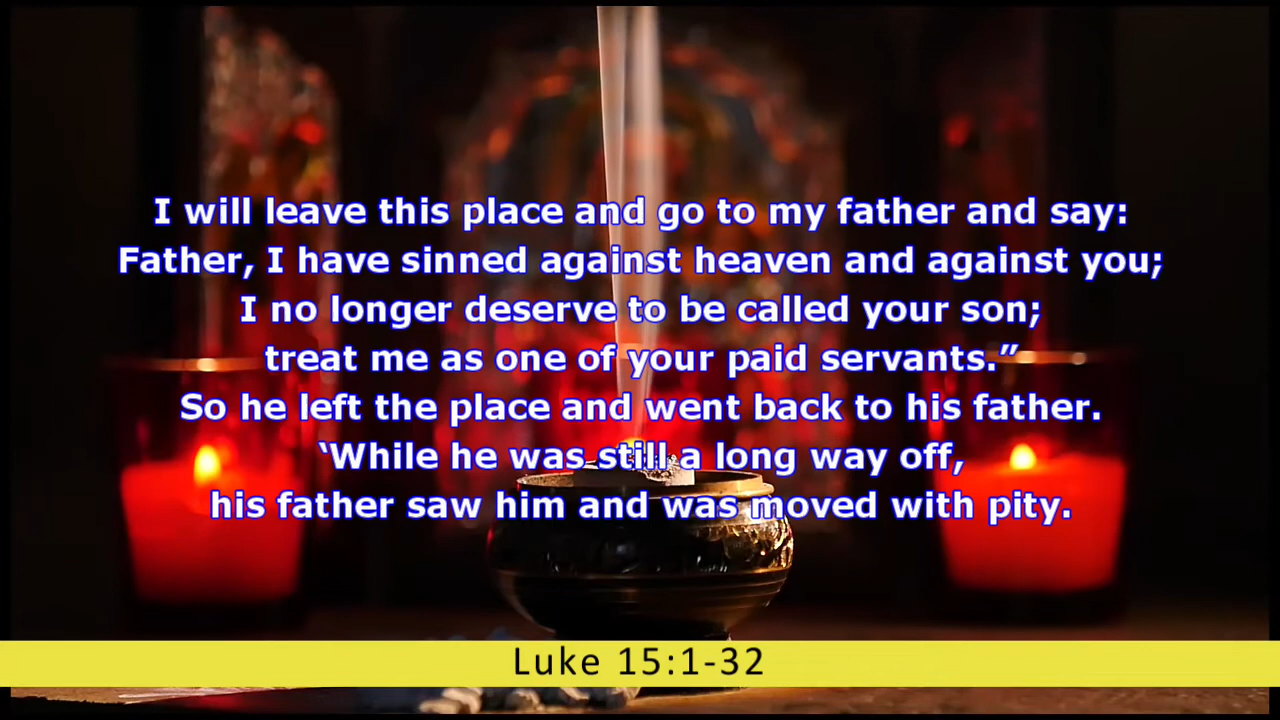 I will leave this place and go to my father and say:
Father, I have sinned against heaven and against you;
I no longer deserve to be called your son;
treat me as one of your paid servants.”
So he left the place and went back to his father.
‘While he was still a long way off,
his father saw him and was moved with pity.
Luke 15:1-32